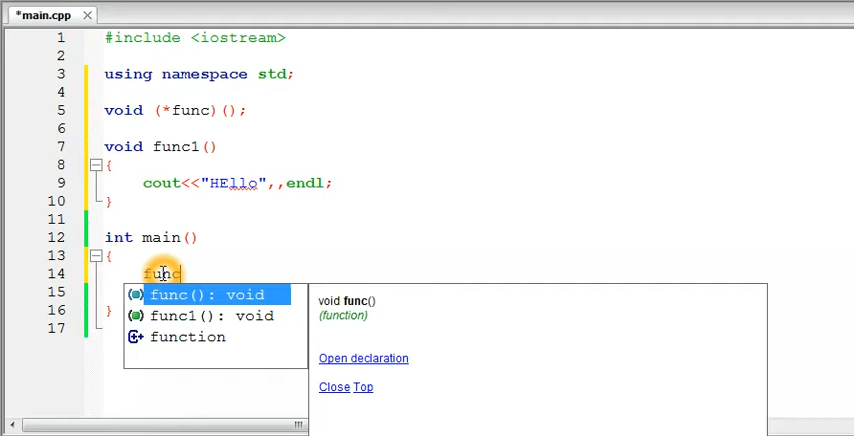 *main.cpp
1 #include <iostream>
2
3 using namespace std;
4
5 void (*func)();
6
7 void func1()
8 {
9 cout<<"HEllo",,endl;
10 }
11
12 int main()
13 {
14 func
15 func(): void
func1(): void
16 }
function
17
void func()
(function)
Open declaration
Close Top